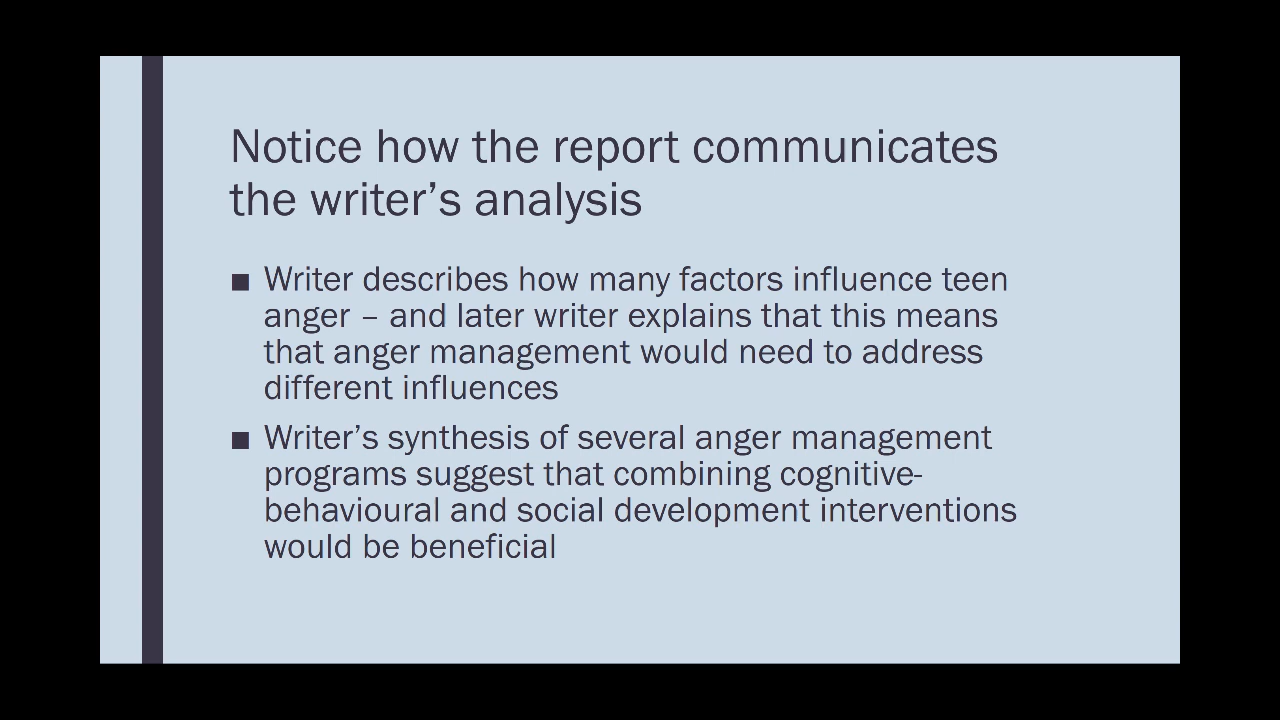 Notice how the report communicates
the writer’s analysis
■ Writer describes how many factors influence teen
anger – and later writer explains that this means
that anger management would need to address
different influences
■ Writer’s synthesis of several anger management
programs suggest that combining cognitive-
behavioural and social development interventions
would be beneficial